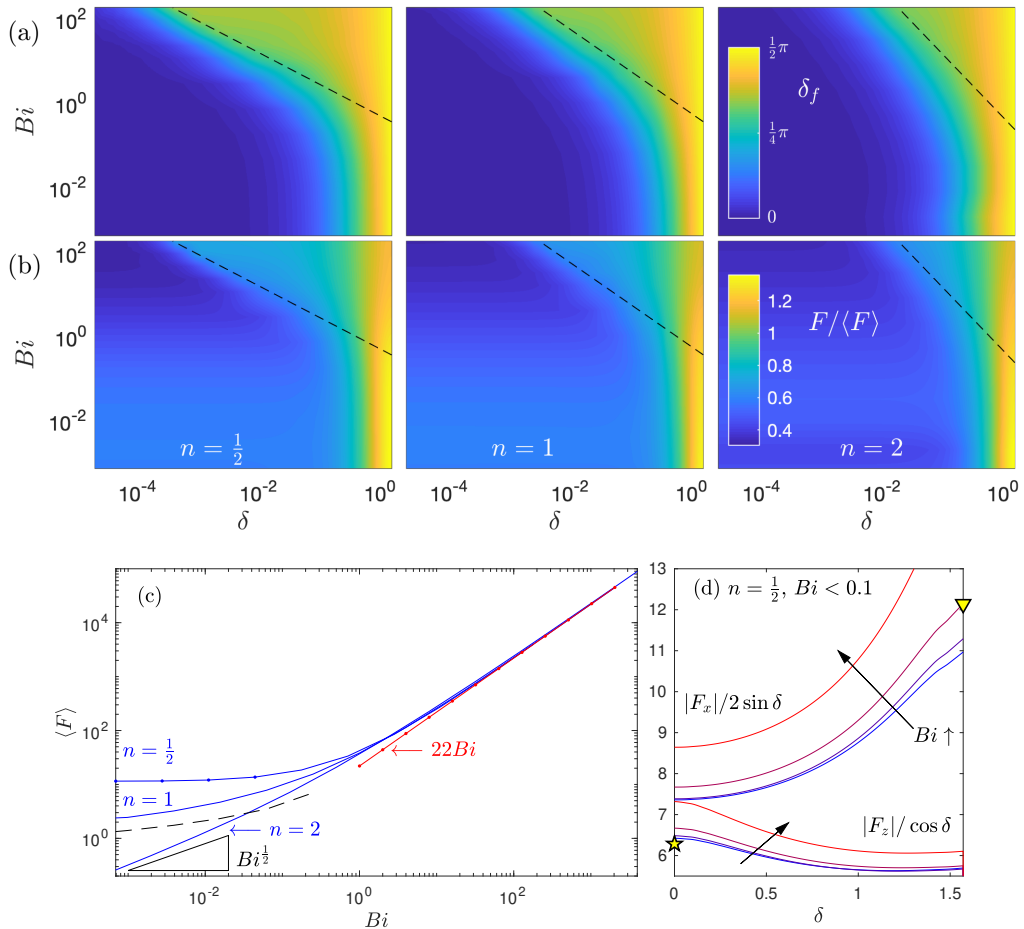 (a)
10^2
10^0
10^{-2}
Bi
½π
δ_f
¼π
0
(b)
10^2
10^0
10^{-2}
Bi
n = ½
n = 1
n = 2
1.2
1
0.8
0.6
0.4
F/⟨F⟩
10^{-4} 10^{-2} 10^0
10^{-4} 10^{-2} 10^0
10^{-4} 10^{-2} 10^0
δ δ δ
(c)
10^4
10^2
10^0
⟨F⟩
n = ½
n = 1
← 22Bi
← n = 2
Bi^{½}
10^{-2} 10^0 10^2
Bi
(d) n = ½, Bi < 0.1
13
12
11
10
9
8
7
6
|F_x|/2 sin δ
Bi ↑
|F_z|/ cos δ
0 0.5 1 1.5
δ